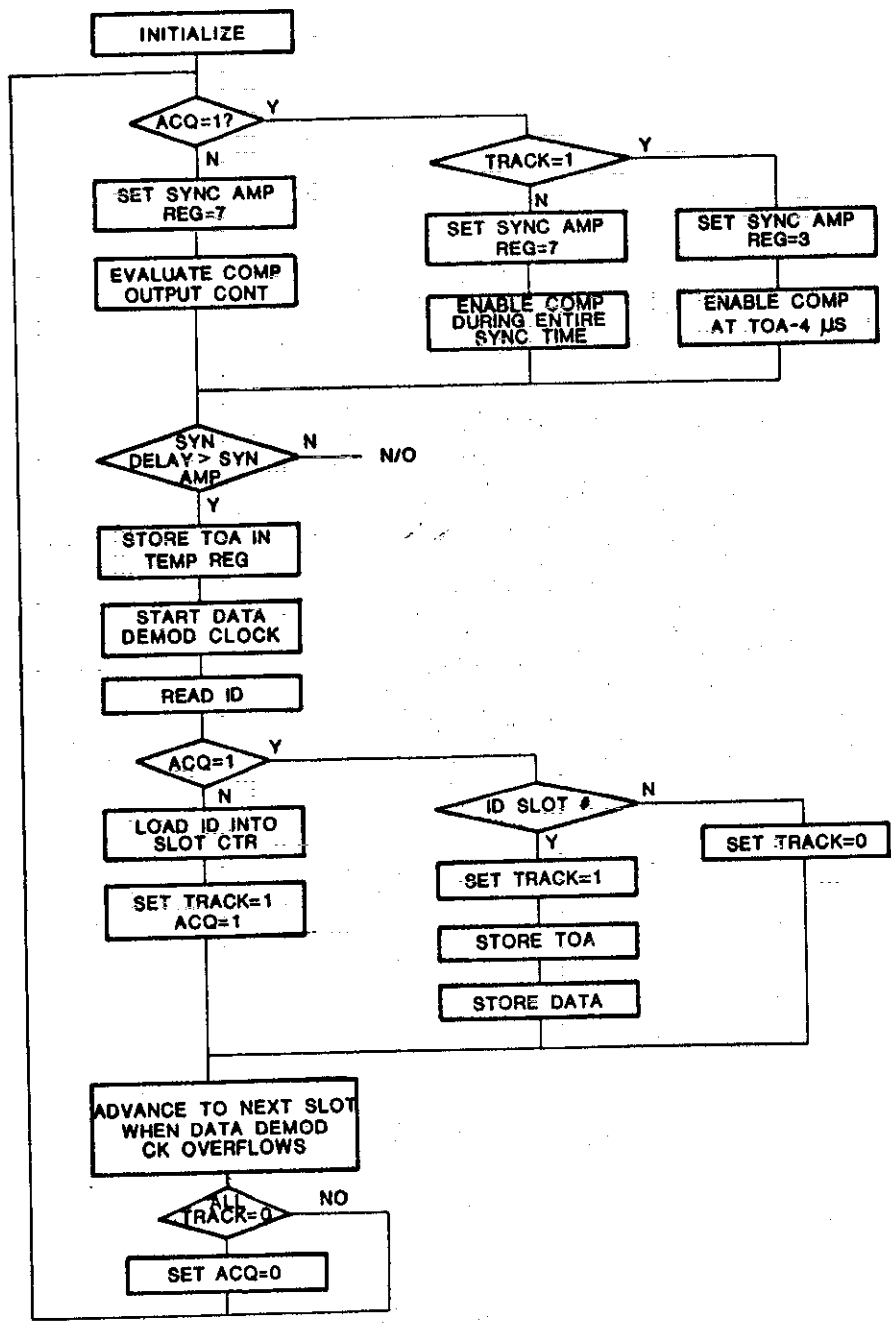 INITIALIZE
ACQ=1?
Y
N
TRACK=1
Y
N
SET SYNC AMP
REG=7
SET SYNC AMP
REG=7
SET SYNC AMP
REG=3
EVALUATE COMP
OUTPUT CONT
ENABLE COMP
DURING ENTIRE
SYNC TIME
ENABLE COMP
AT TOA-4 µS
SYN
DELAY > SYN
AMP
N
N/O
Y
STORE TOA IN
TEMP REG
START DATA
DEMOD CLOCK
READ ID
ACQ=1
Y
N
ID SLOT #
N
Y
LOAD ID INTO
SLOT CTR
SET TRACK=0
SET TRACK=1
SET TRACK=1
ACQ=1
STORE TOA
STORE DATA
ADVANCE TO NEXT SLOT
WHEN DATA DEMOD
CK OVERFLOWS
ALL
TRACK=0
NO
SET ACQ=0